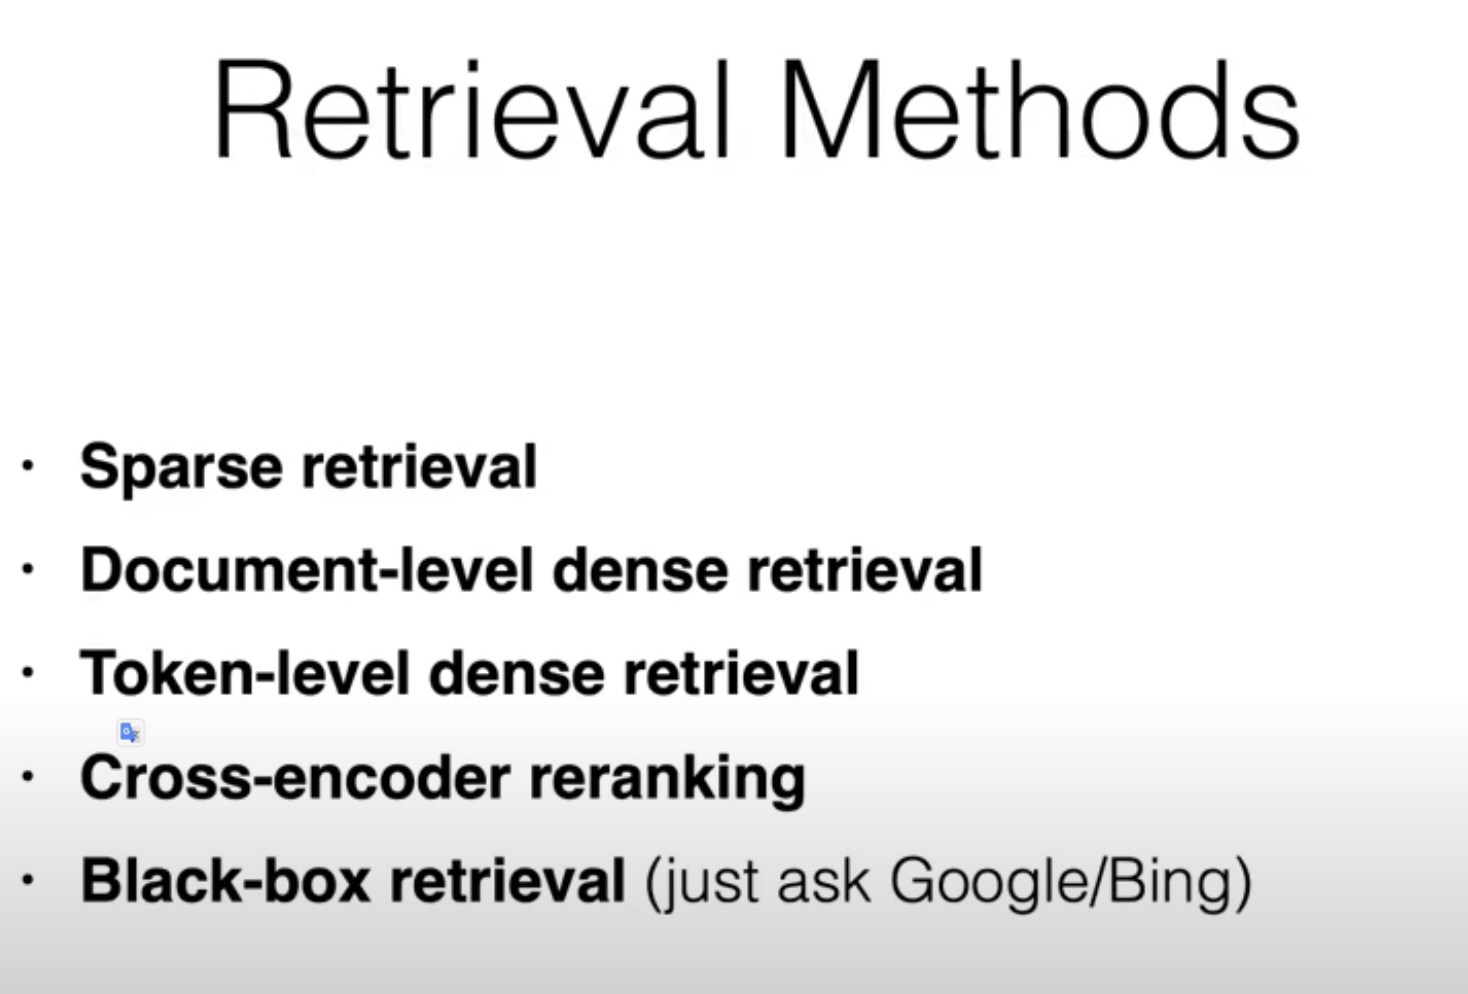 Retrieval Methods
· Sparse retrieval
· Document-level dense retrieval
· Token-level dense retrieval
· Cross-encoder reranking
· Black-box retrieval (just ask Google/Bing)